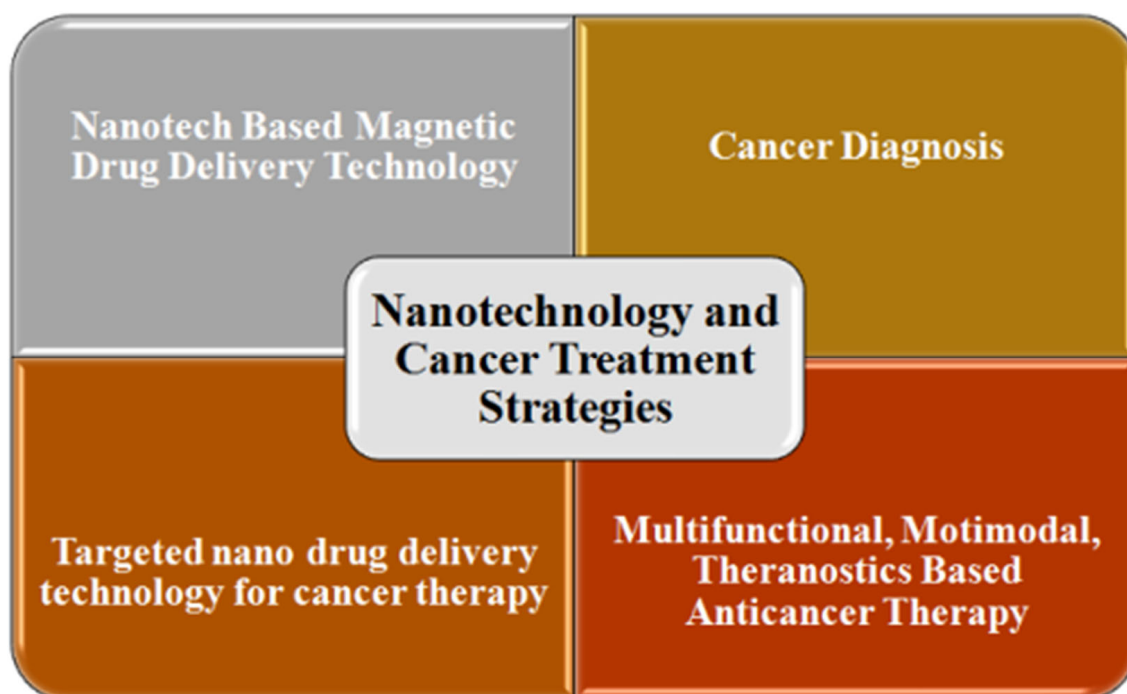 Nanotech Based Magnetic
Drug Delivery Technology
Cancer Diagnosis
Nanotechnology and
Cancer Treatment
Strategies
Targeted nano drug delivery
technology for cancer therapy
Multifunctional, Motimodal,
Theranostics Based
Anticancer Therapy